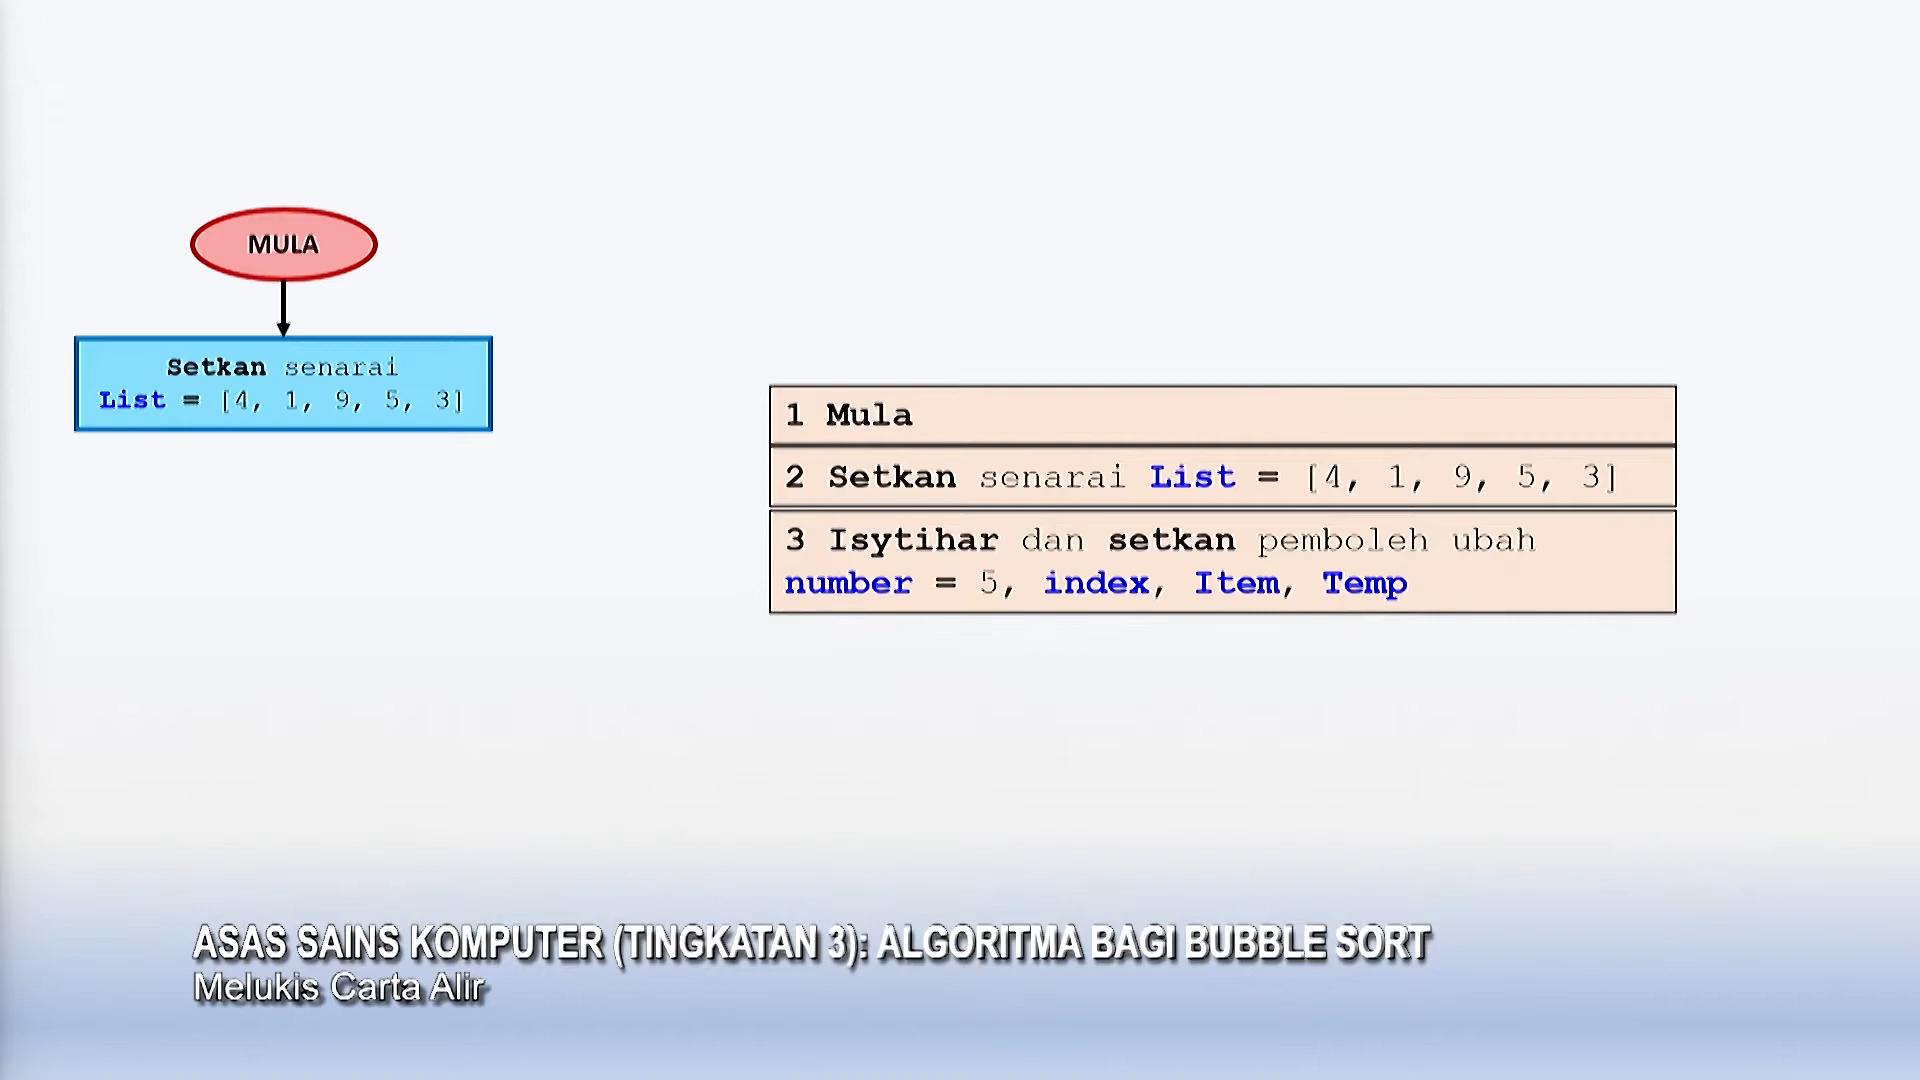 MULA
Setkan senarai
List = [4, 1, 9, 5, 3]
1 Mula
2 Setkan senarai List = [4, 1, 9, 5, 3]
3 Isytihar dan setkan pemboleh ubah
number = 5, index, Item, Temp
ASAS SAINS KOMPUTER (TINGKATAN 3): ALGORITMA BAGI BUBBLE SORT
Melukis Carta Alir